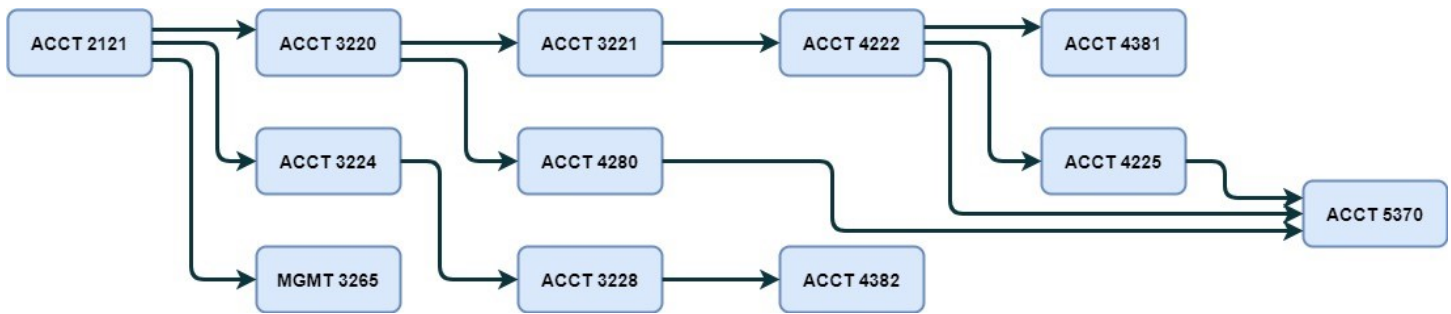 ACCT 2121
ACCT 3220
ACCT 3221
ACCT 4222
ACCT 4381
ACCT 3224
ACCT 4280
ACCT 4225
ACCT 5370
MGMT 3265
ACCT 3228
ACCT 4382